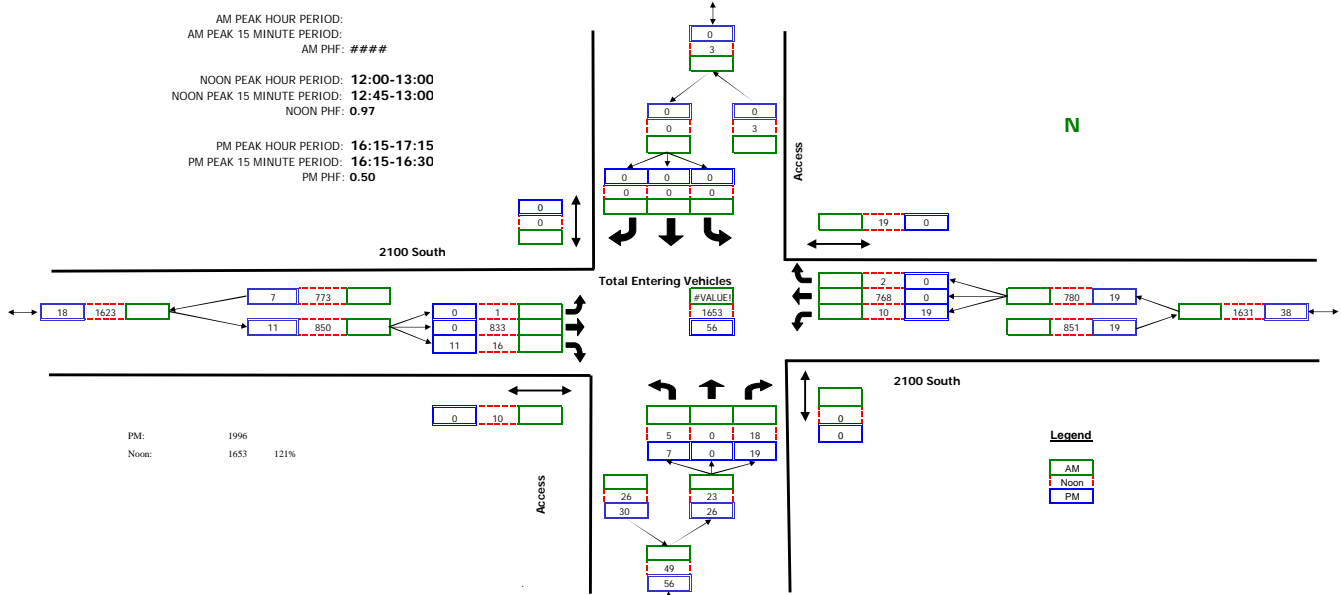 AM PEAK HOUR PERIOD:
AM PEAK 15 MINUTE PERIOD:
AM PHF: ####
NOON PEAK HOUR PERIOD: 12:00-13:00
NOON PEAK 15 MINUTE PERIOD: 12:45-13:00
NOON PHF: 0.97
PM PEAK HOUR PERIOD: 16:15-17:15
PM PEAK 15 MINUTE PERIOD: 16:15-16:30
PM PHF: 0.50
0
3
0 0
0 3
N
Access
0 0 0
0 0 0
0
0
19 0
2100 South
Total Entering Vehicles
#VALUE!
1653
56
7 773
18 1623
11 850
0 1
0 833
11 16
2 0
768 0
10 19
780 19
851 19
1631 38
2100 South
0 10
5 0 18
7 0 19
0
0
PM: 1996
Noon: 1653 121%
Access
26 23
30 26
49
56
Legend
AM
Noon
PM